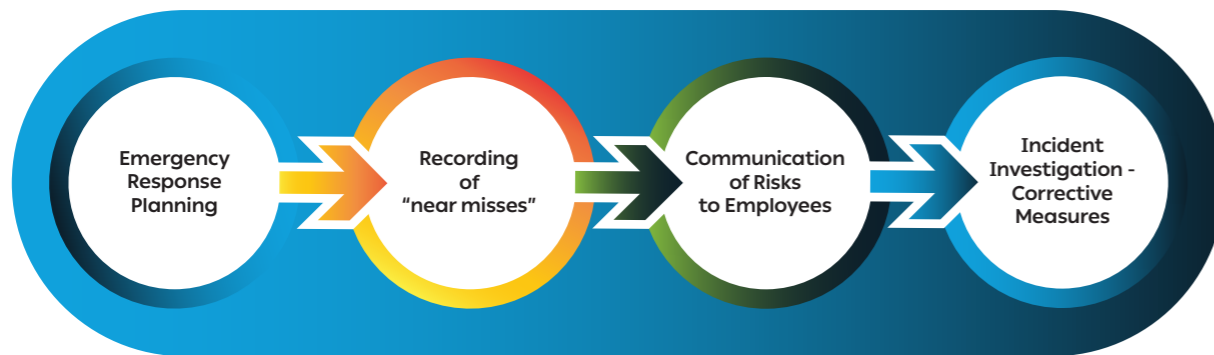 Emergency
Response
Planning
Recording
of
“near misses”
Communication
of Risks
to Employees
Incident
Investigation -
Corrective
Measures